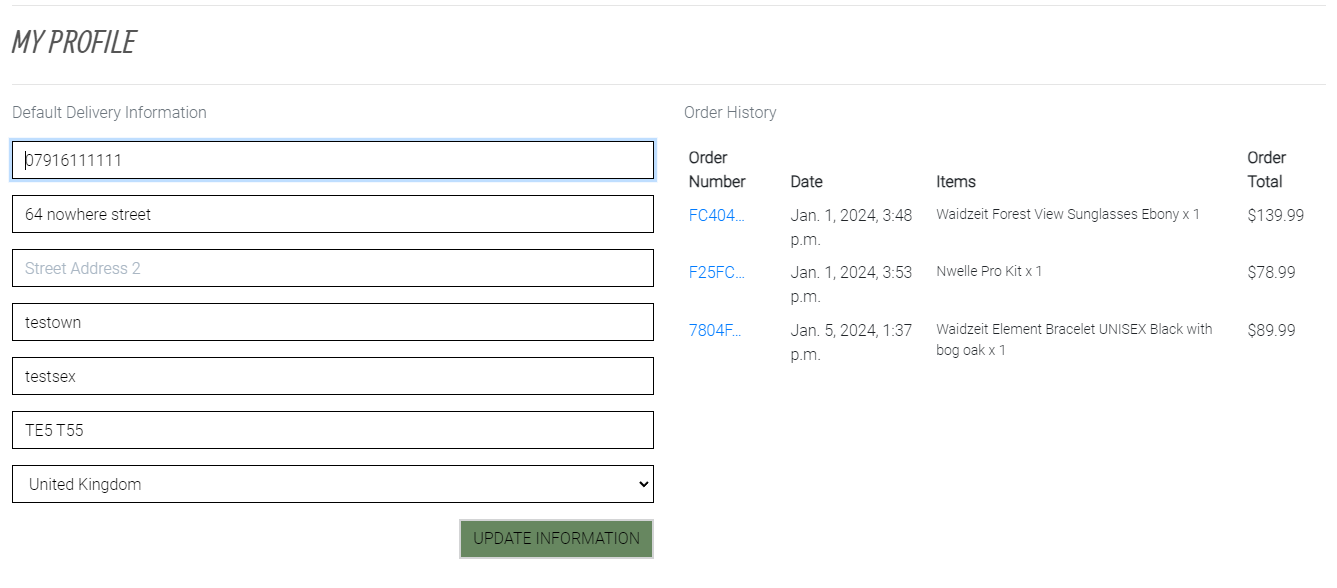 MY PROFILE
Default Delivery Information
07916111111
64 nowhere street
Street Address 2
testown
testsex
TE5 T55
United Kingdom
UPDATE INFORMATION
Order History
Order Number Date Items Order Total
FC404... Jan. 1, 2024, 3:48 p.m. Waidzeit Forest View Sunglasses Ebony x 1 $139.99
F25FC... Jan. 1, 2024, 3:53 p.m. Nwelle Pro Kit x 1 $78.99
7804F... Jan. 5, 2024, 1:37 p.m. Waidzeit Element Bracelet UNISEX Black with bog oak x 1 $89.99